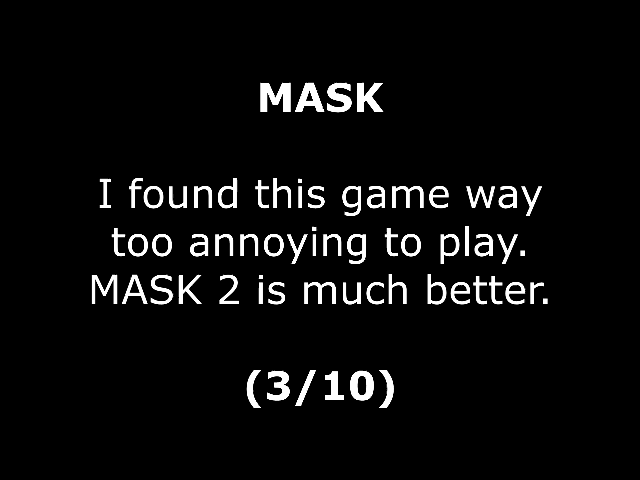 MASK
I found this game way
too annoying to play.
MASK 2 is much better.
(3/10)